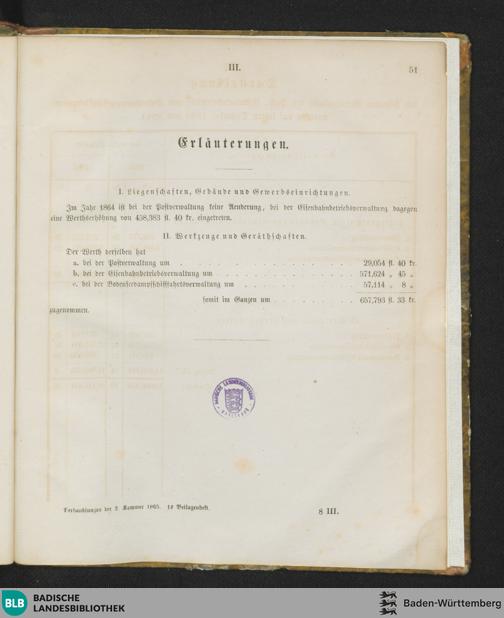 III.
51
Erläuterungen.
I. Liegenschaften, Gebäude und Gewerbseinrichtungen.
Im Jahr 1864 ist bei der Postverwaltung keine Aenderung, bei der Eisenbahnbetriebsverwaltung dagegen
eine Werthserhöhung von 458,383 fl. 40 kr. eingetreten.
II. Werkzeuge und Geräthschaften.
Der Werth derselben hat
a. bei der Postverwaltung um . . . . . . . . . . . . . . 29,054 fl. 40 kr.
b. bei der Eisenbahnbetriebsverwaltung um . . . . . . . . . . . 571,624 „ 45 „
c. bei der Bodenseedampfschifffahrtsverwaltung um . . . . . . . . . 57,114 „ 8 „
somit im Ganzen um . . . . . . . 657,793 fl. 33 kr.
zugenommen.
Verhandlungen der 2. Kammer 1865. 18 Beilagenheft.
8 III.
BLB BADISCHE
LANDESBIBLIOTHEK
Baden-Württemberg